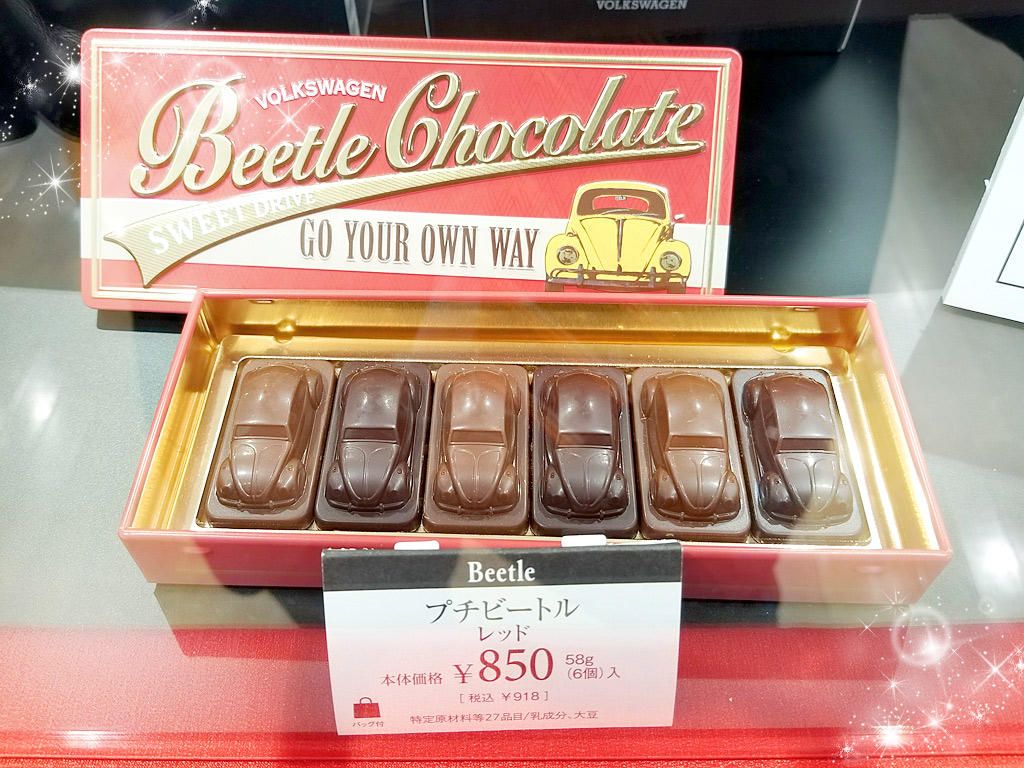 VOLKSWAGEN
VOLKSWAGEN
Beetle Chocolate
SWEET DRIVE
GO YOUR OWN WAY
Beetle
プチビートル
レッド
本体価格 ¥850 58g (6個)入
[税込 ¥918]
バッグ付
特定原材料等27品目/乳成分、大豆